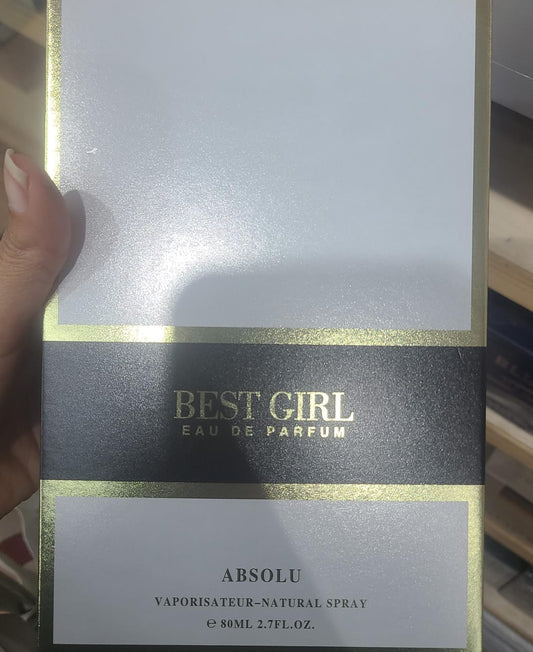 BEST GIRL
EAU DE PARFUM
ABSOLU
VAPORISATEUR–NATURAL SPRAY
℮ 80ML 2.7FL.OZ.